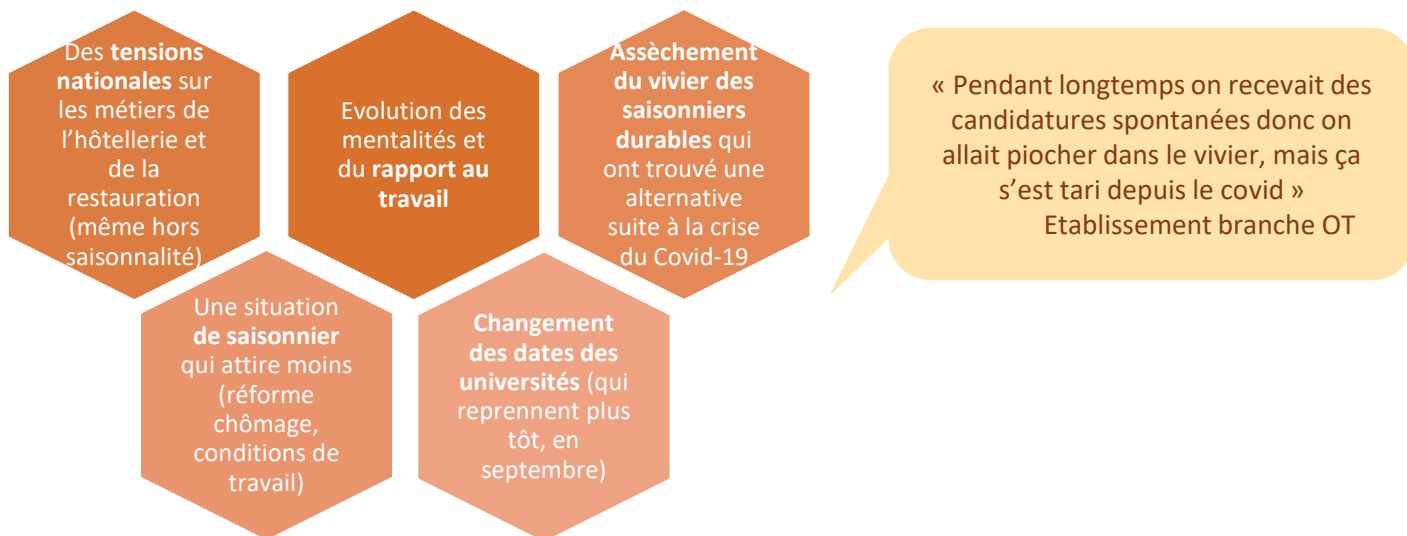 Des tensions
nationales sur
les métiers de
l’hôtellerie et
de la
restauration
(même hors
saisonnalité)
Evolution des
mentalités et
du rapport au
travail
Assèchement
du vivier des
saisonniers
durables qui
ont trouvé une
alternative
suite à la crise
du Covid-19
« Pendant longtemps on recevait des
candidatures spontanées donc on
allait piocher dans le vivier, mais ça
s’est tari depuis le covid »
Etablissement branche OT
Une situation
de saisonnier
qui attire moins
(réforme
chômage,
conditions de
travail)
Changement
des dates des
universités (qui
reprennent plus
tôt, en
septembre)